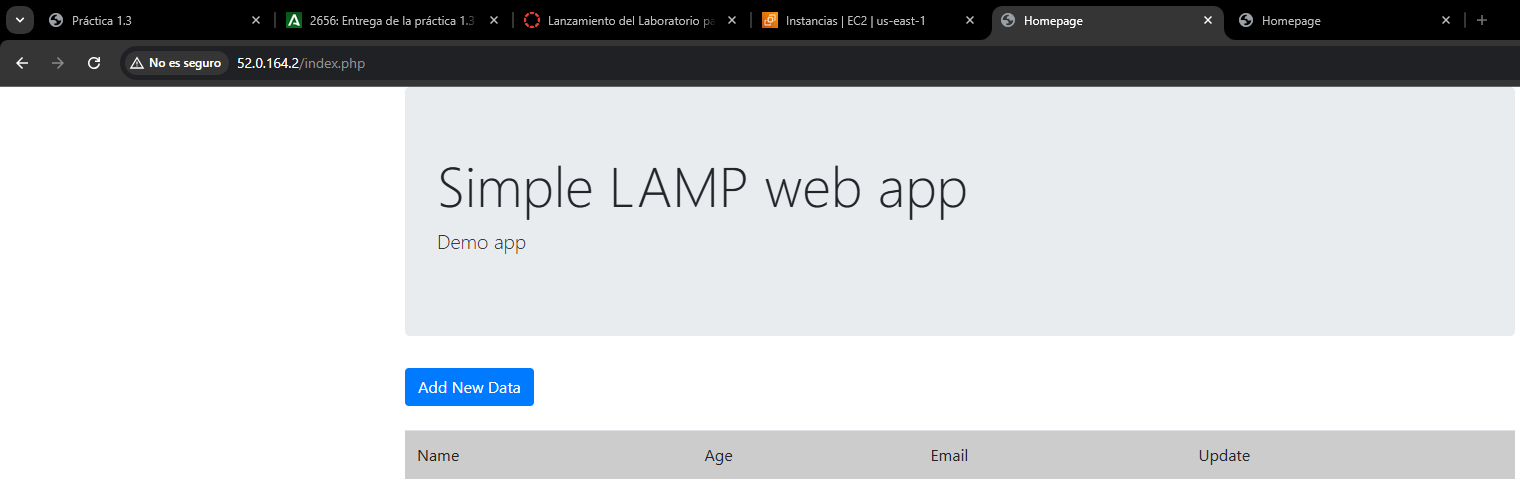 Práctica 1.3
2656: Entrega de la práctica 1.3
Lanzamiento del Laboratorio pa
Instancias | EC2 | us-east-1
Homepage
Homepage
No es seguro
52.0.164.2/index.php
Simple LAMP web app
Demo app
Add New Data
Name Age Email Update